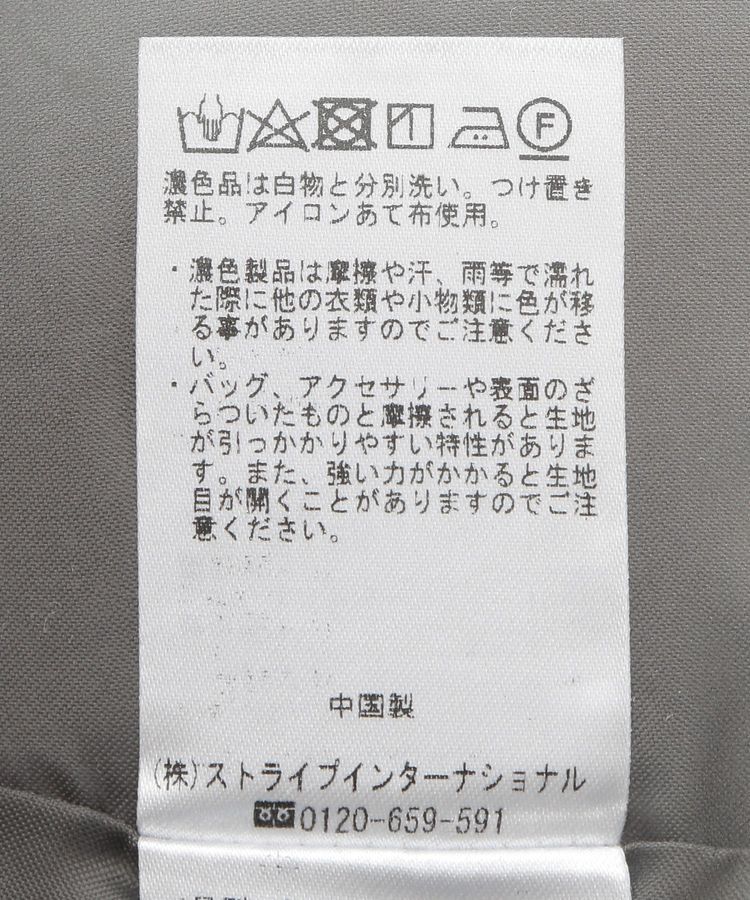 濃色品は白物と分別洗い。つけ置き
禁止。アイロンあて布使用。
・濃色製品は摩擦や汗、雨等で濡れ
た際に他の衣類や小物類に色が移
る事がありますのでご注意くださ
い。
・バッグ、アクセサリーや表面のざ
らついたものと摩擦されると生地
が引っかかりやすい特性がありま
す。また、強い力がかかると生地
目が開くことがありますのでご注
意ください。
中国製
(株)ストライプインターナショナル
0120-659-591